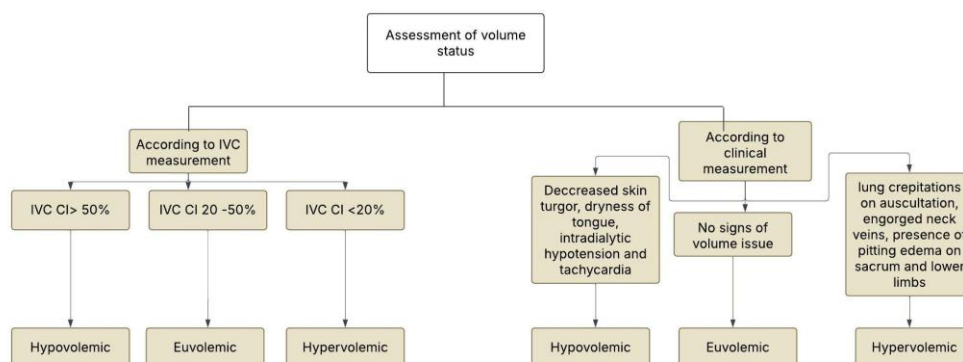 Assessment of volume
status
According to IVC
measurement
According to
clinical
measurement
IVC CI> 50%
IVC CI 20 -50%
IVC CI <20%
Deccreased skin
turgor, dryness of
tongue,
intradialytic
hypotension and
tachycardia
No signs of
volume issue
lung crepitations
on auscultation,
engorged neck
veins, presence of
pitting edema on
sacrum and lower
limbs
Hypovolemic
Euvolemic
Hypervolemic
Hypovolemic
Euvolemic
Hypervolemic